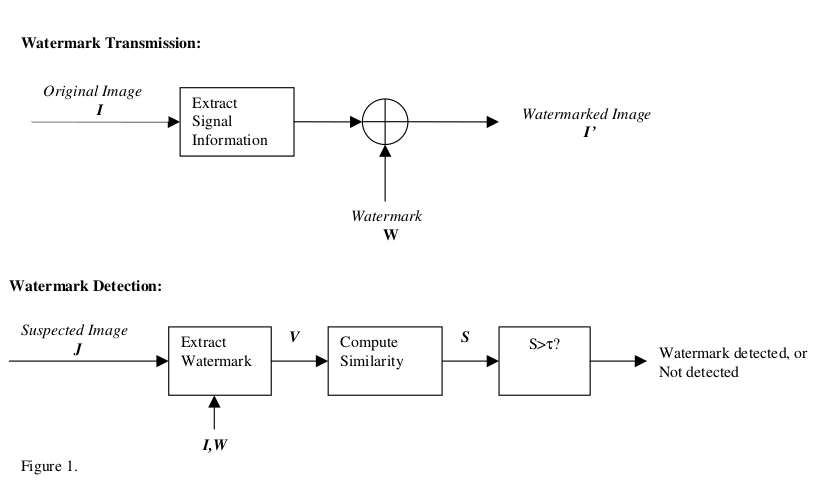 Watermark Transmission:
Original Image
I
Extract
Signal
Information
Watermarked Image
I’
Watermark
W
Watermark Detection:
Suspected Image
J
Extract
Watermark
V
Compute
Similarity
S
S>τ?
Watermark detected, or
Not detected
I,W
Figure 1.